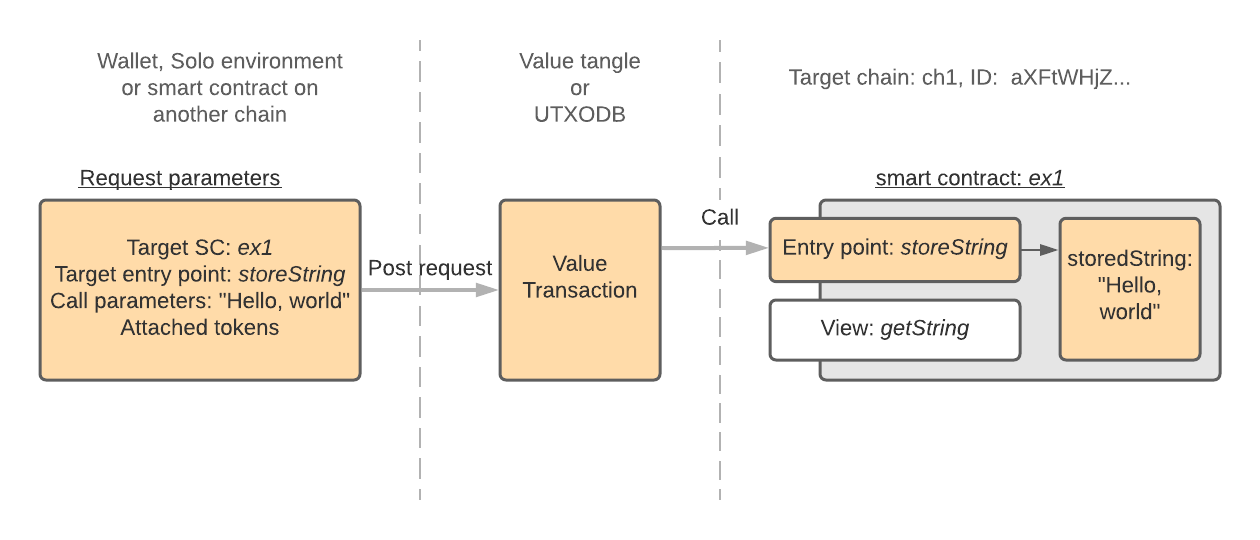 Wallet, Solo environment
or smart contract on
another chain
Value tangle
or
UTXODB
Target chain: ch1, ID:  aXFtWHjZ...
Request parameters
Target SC: ex1
Target entry point: storeString
Call parameters: "Hello, world"
Attached tokens
Post request
Value
Transaction
Call
smart contract: ex1
Entry point: storeString
View: getString
storedString:
"Hello,
world"